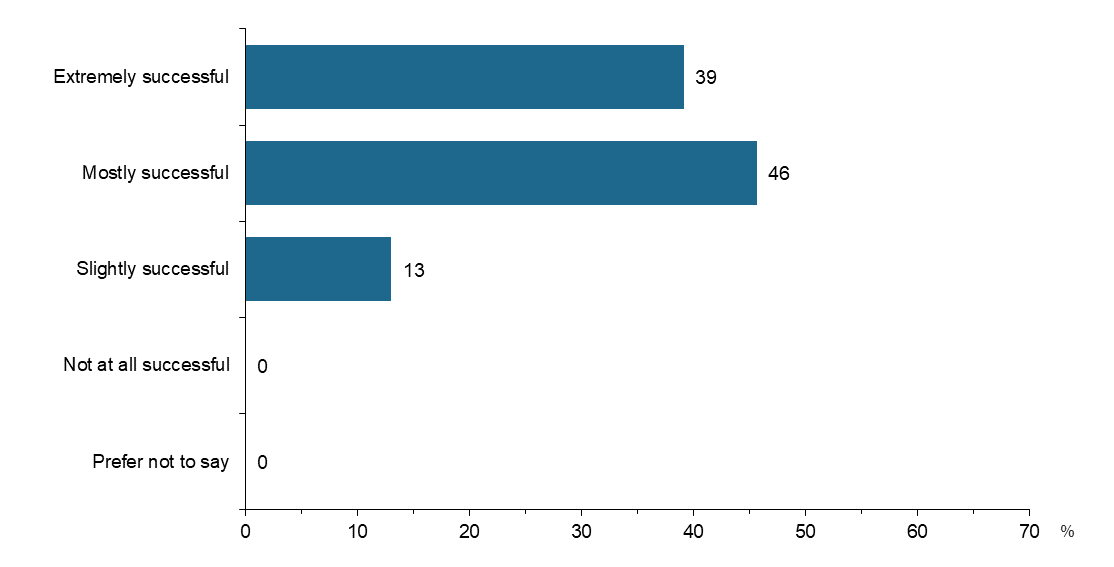 Extremely successful 39
Mostly successful 46
Slightly successful 13
Not at all successful 0
Prefer not to say 0
0 10 20 30 40 50 60 70 %